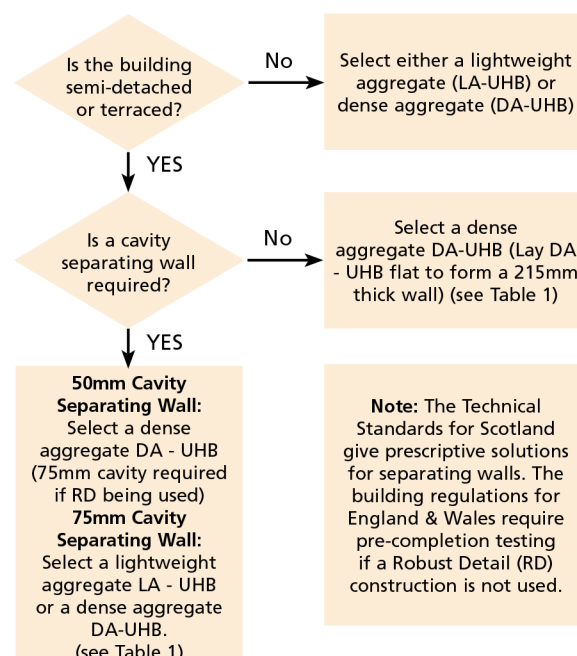 Is the building
semi-detached
or terraced?
No
Select either a lightweight
aggregate (LA-UHB) or
dense aggregate (DA-UHB)
YES
Is a cavity
separating wall
required?
No
Select a dense
aggregate DA-UHB (Lay DA
- UHB flat to form a 215mm
thick wall) (see Table 1)
YES
50mm Cavity
Separating Wall:
Select a dense
aggregate DA - UHB
(75mm cavity required
if RD being used)
75mm Cavity
Separating Wall:
Select a lightweight
aggregate LA - UHB
or a dense aggregate
DA-UHB.
(see Table 1)
Note: The Technical
Standards for Scotland
give prescriptive solutions
for separating walls. The
building regulations for
England & Wales require
pre-completion testing
if a Robust Detail (RD)
construction is not used.